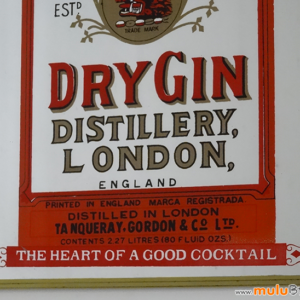 ESTD
TRADE MARK
DRY GIN
DISTILLERY,
LONDON,
ENGLAND
PRINTED IN ENGLAND MARCA REGISTRADA
DISTILLED IN LONDON
TANQUERAY, GORDON & Co LTD.
CONTENTS 2.27 LITRES (80 FLUID OZS.)
THE HEART OF A GOOD COCKTAIL